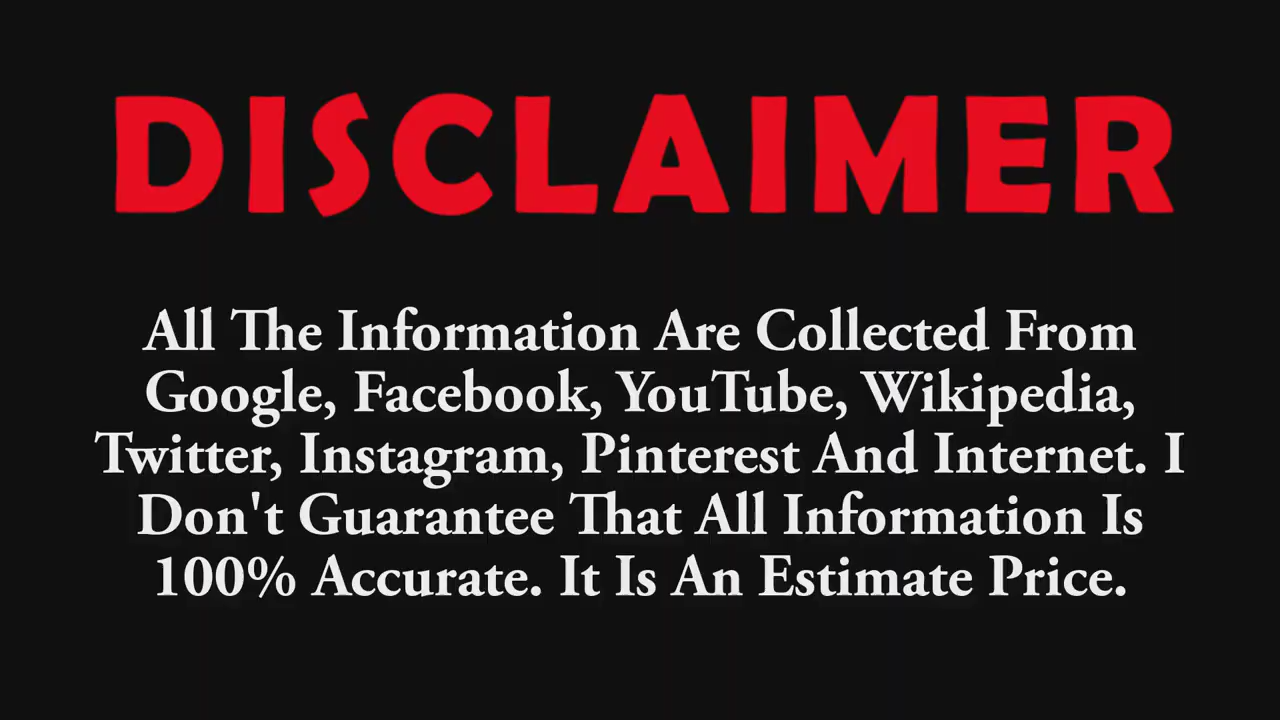 DISCLAIMER
All The Information Are Collected From
Google, Facebook, YouTube, Wikipedia,
Twitter, Instagram, Pinterest And Internet. I
Don't Guarantee That All Information Is
100% Accurate. It Is An Estimate Price.